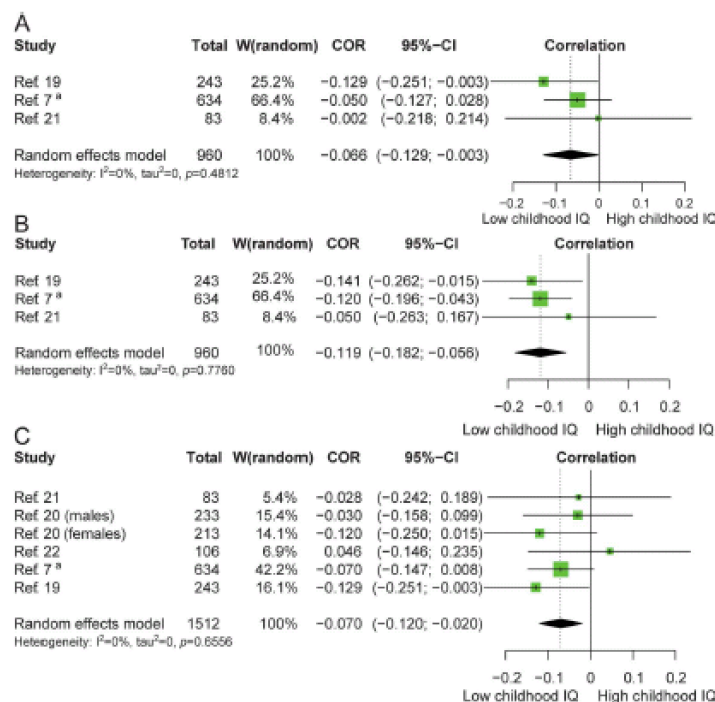 A
Study Total W(random) COR 95%−CI Correlation
Ref. 19 243 25.2% −0.129 (−0.251; −0.003)
Ref. 7 a 634 66.4% −0.050 (−0.127; 0.028)
Ref. 21 83 8.4% −0.002 (−0.218; 0.214)
Random effects model 960 100% −0.066 (−0.129; −0.003)
Heterogeneity: I²=0%, tau²=0, p=0.4812
−0.2 −0.1 0 0.1 0.2
Low childhood IQ High childhood IQ
B
Study Total W(random) COR 95%−CI Correlation
Ref. 19 243 25.2% −0.141 (−0.262; −0.015)
Ref. 7 a 634 66.4% −0.120 (−0.196; −0.043)
Ref. 21 83 8.4% −0.050 (−0.263; 0.167)
Random effects model 960 100% −0.119 (−0.182; −0.056)
Heterogeneity: I²=0%, tau²=0, p=0.7760
−0.2 −0.1 0 0.1 0.2
Low childhood IQ High childhood IQ
C
Study Total W(random) COR 95%−CI Correlation
Ref. 21 83 5.4% −0.028 (−0.242; 0.189)
Ref. 20 (males) 233 15.4% −0.030 (−0.158; 0.099)
Ref. 20 (females) 213 14.1% −0.120 (−0.250; 0.015)
Ref. 22 106 6.9% 0.046 (−0.146; 0.235)
Ref. 7 a 634 42.2% −0.070 (−0.147; 0.008)
Ref. 19 243 16.1% −0.129 (−0.251; −0.003)
Random effects model 1512 100% −0.070 (−0.120; −0.020)
Heterogeneity: I²=0%, tau²=0, p=0.6556
−0.2 −0.1 0 0.1 0.2
Low childhood IQ High childhood IQ